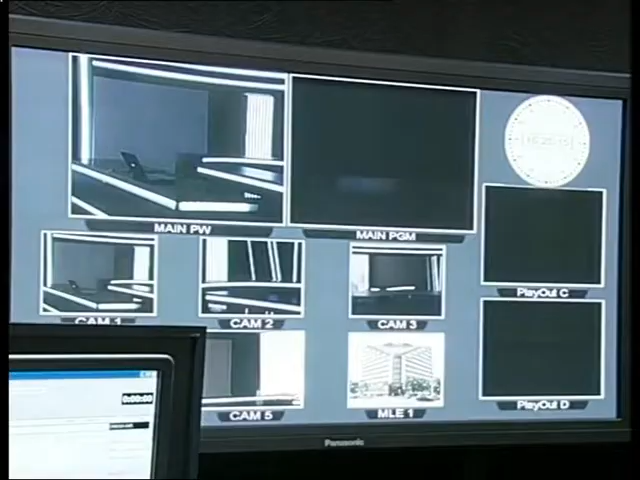 MAIN PW
MAIN PGM
PlayOut C
CAM 1
CAM 2
CAM 3
PlayOut D
CAM 5
MLE 1
0:00:00
Panasonic